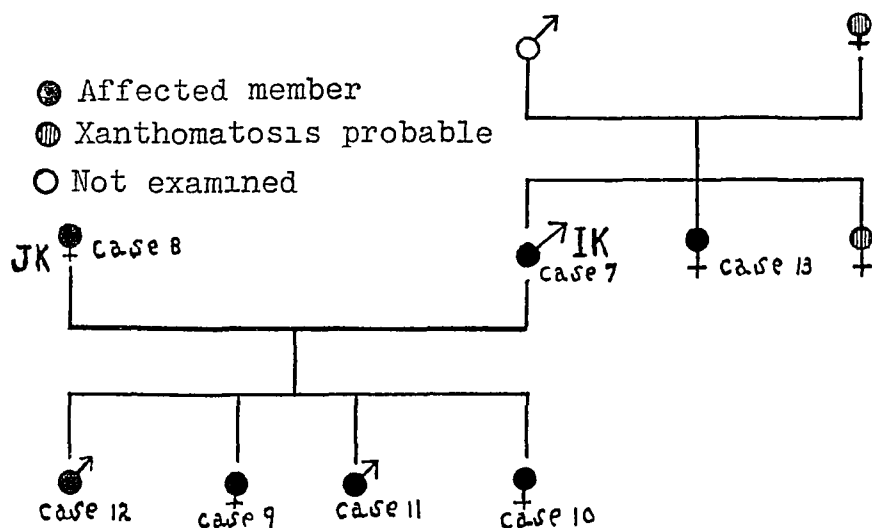 Affected member
Xanthomatosis probable
Not examined
JK case 8
IK
case 7
case 13
case 12
case 9
case 11
case 10